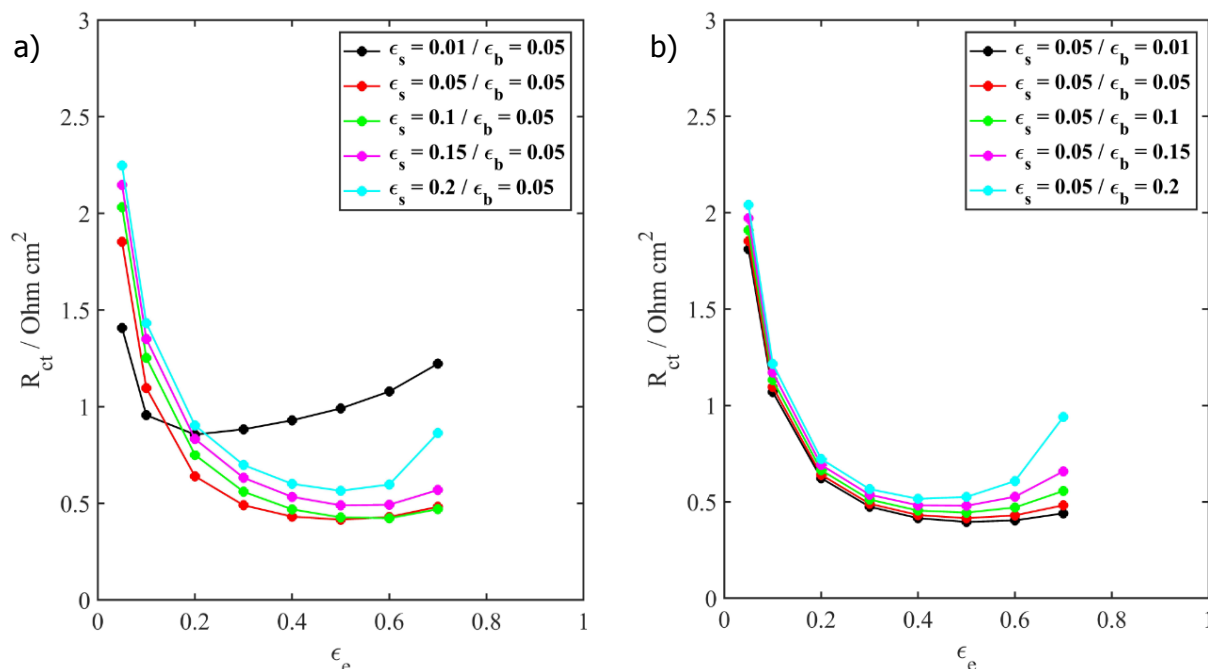 a)
3
2.5
2
1.5
1
0.5
0
R_ct / Ohm cm^2
0
0.2
0.4
0.6
0.8
1
ϵ_e
ϵ_s = 0.01 / ϵ_b = 0.05
ϵ_s = 0.05 / ϵ_b = 0.05
ϵ_s = 0.1 / ϵ_b = 0.05
ϵ_s = 0.15 / ϵ_b = 0.05
ϵ_s = 0.2 / ϵ_b = 0.05
b)
3
2.5
2
1.5
1
0.5
0
R_ct / Ohm cm^2
0
0.2
0.4
0.6
0.8
1
ϵ_e
ϵ_s = 0.05 / ϵ_b = 0.01
ϵ_s = 0.05 / ϵ_b = 0.05
ϵ_s = 0.05 / ϵ_b = 0.1
ϵ_s = 0.05 / ϵ_b = 0.15
ϵ_s = 0.05 / ϵ_b = 0.2